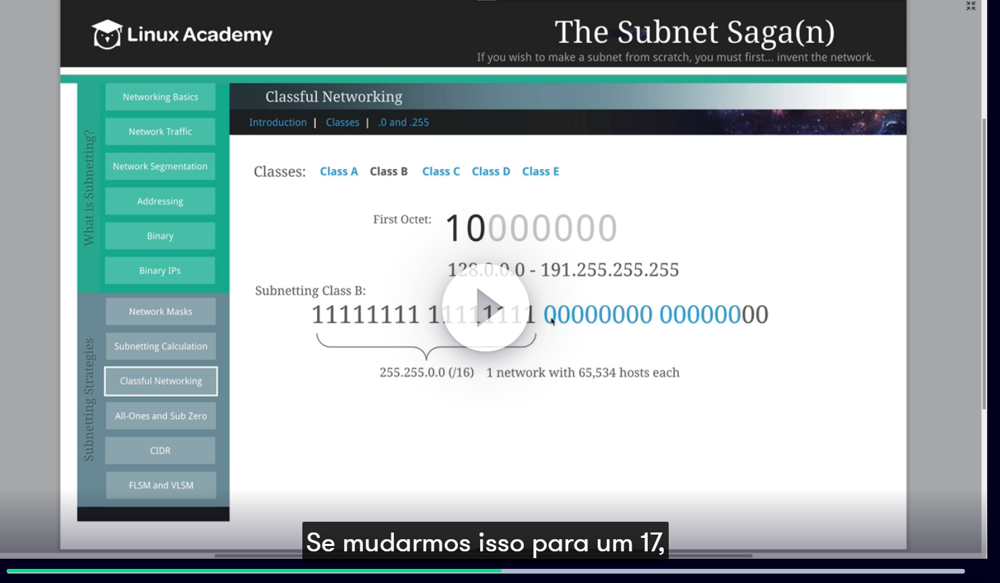 Linux Academy
The Subnet Saga(n)
If you wish to make a subnet from scratch, you must first... invent the network.
What is Subnetting?
Networking Basics
Network Traffic
Network Segmentation
Addressing
Binary
Binary IPs
Subnetting Strategies
Network Masks
Subnetting Calculation
Classful Networking
All-Ones and Sub Zero
CIDR
FLSM and VLSM
Classful Networking
Introduction | Classes | .0 and .255
Classes: Class A Class B Class C Class D Class E
First Octet: 10000000
128.0.0.0 - 191.255.255.255
Subnetting Class B:
11111111 11111111 00000000 00000000
255.255.0.0 (/16) 1 network with 65,534 hosts each
Se mudarmos isso para um 17,